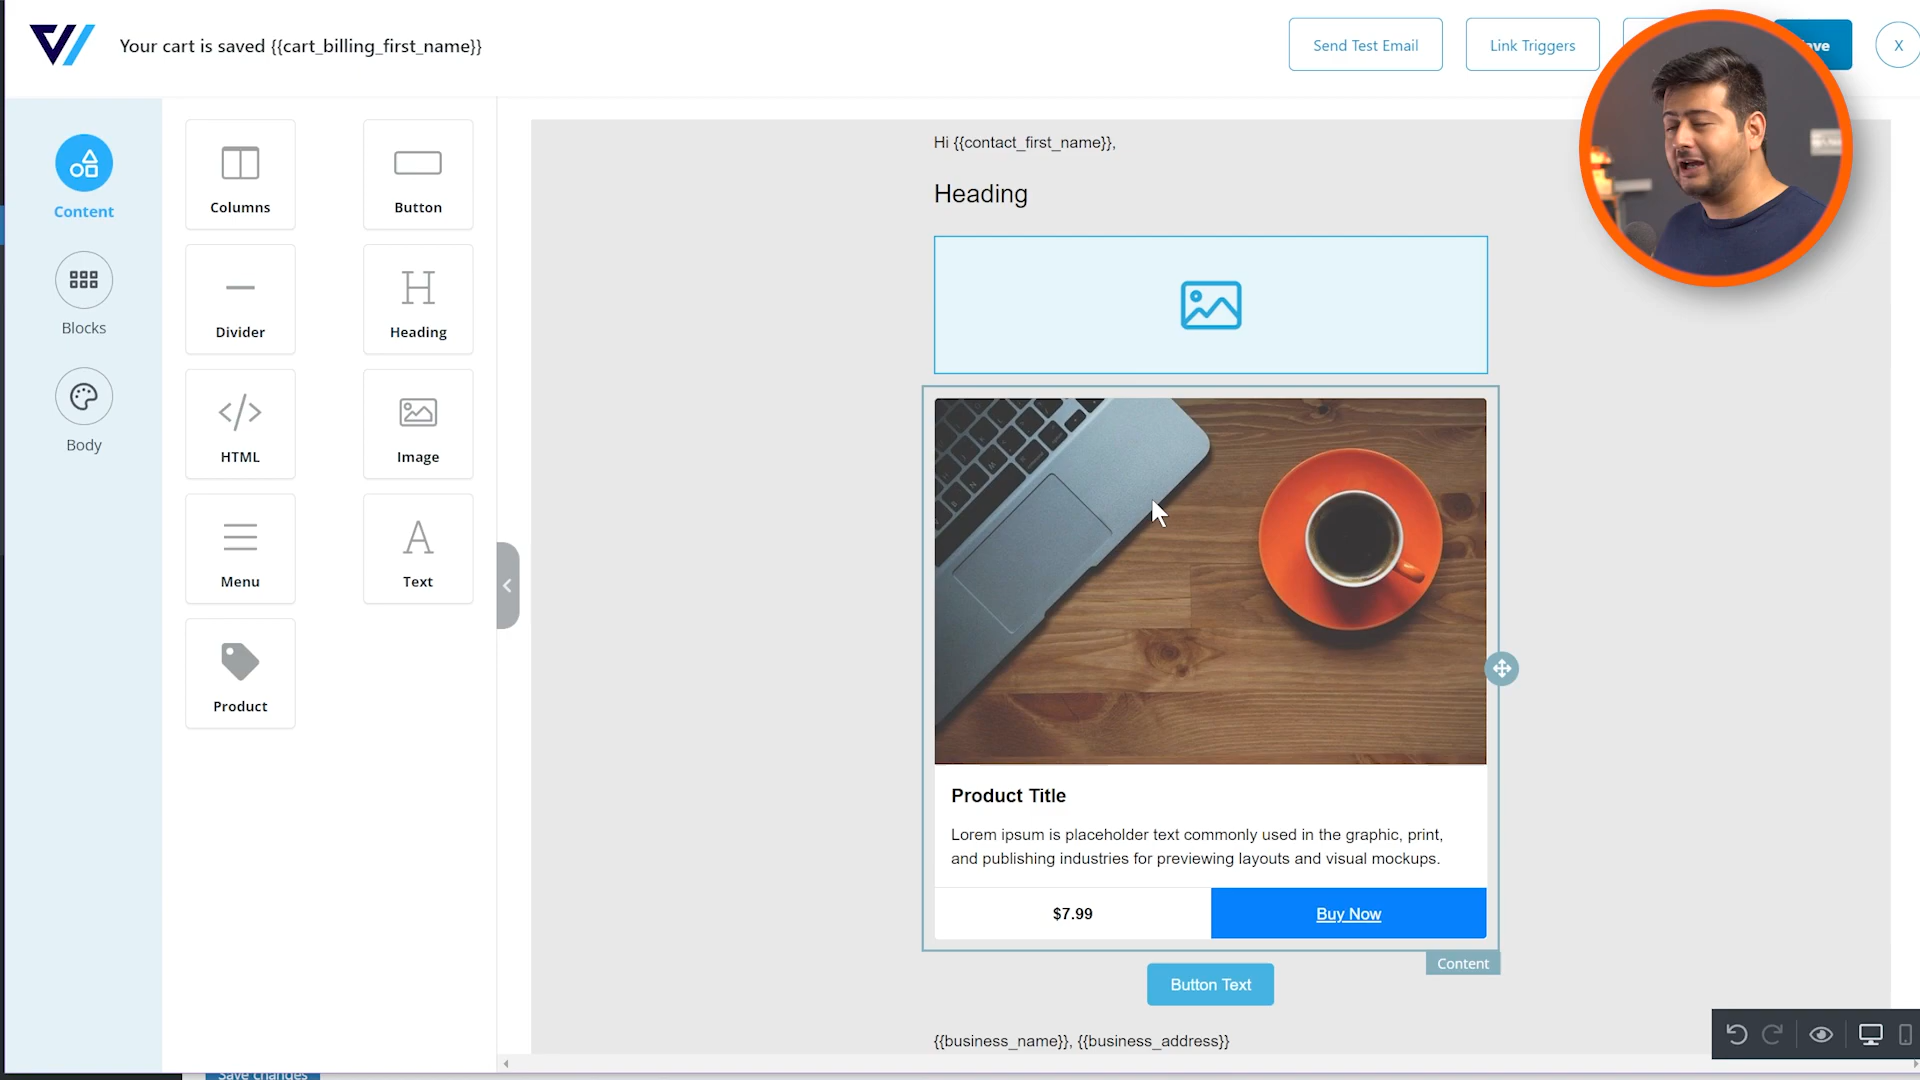 Your cart is saved {{cart_billing_first_name}}
Send Test Email
Link Triggers
X
Content
Blocks
Body
Columns
Button
Divider
Heading
HTML
Image
Menu
Text
Product
Hi {{contact_first_name}},
Heading
Product Title
Lorem ipsum is placeholder text commonly used in the graphic, print,
and publishing industries for previewing layouts and visual mockups.
$7.99
Buy Now
Content
Button Text
{{business_name}}, {{business_address}}
Save changes